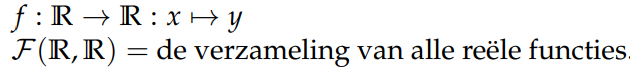 f : ℝ → ℝ : x ↦ y
ℱ(ℝ, ℝ) = de verzameling van alle reële functies.